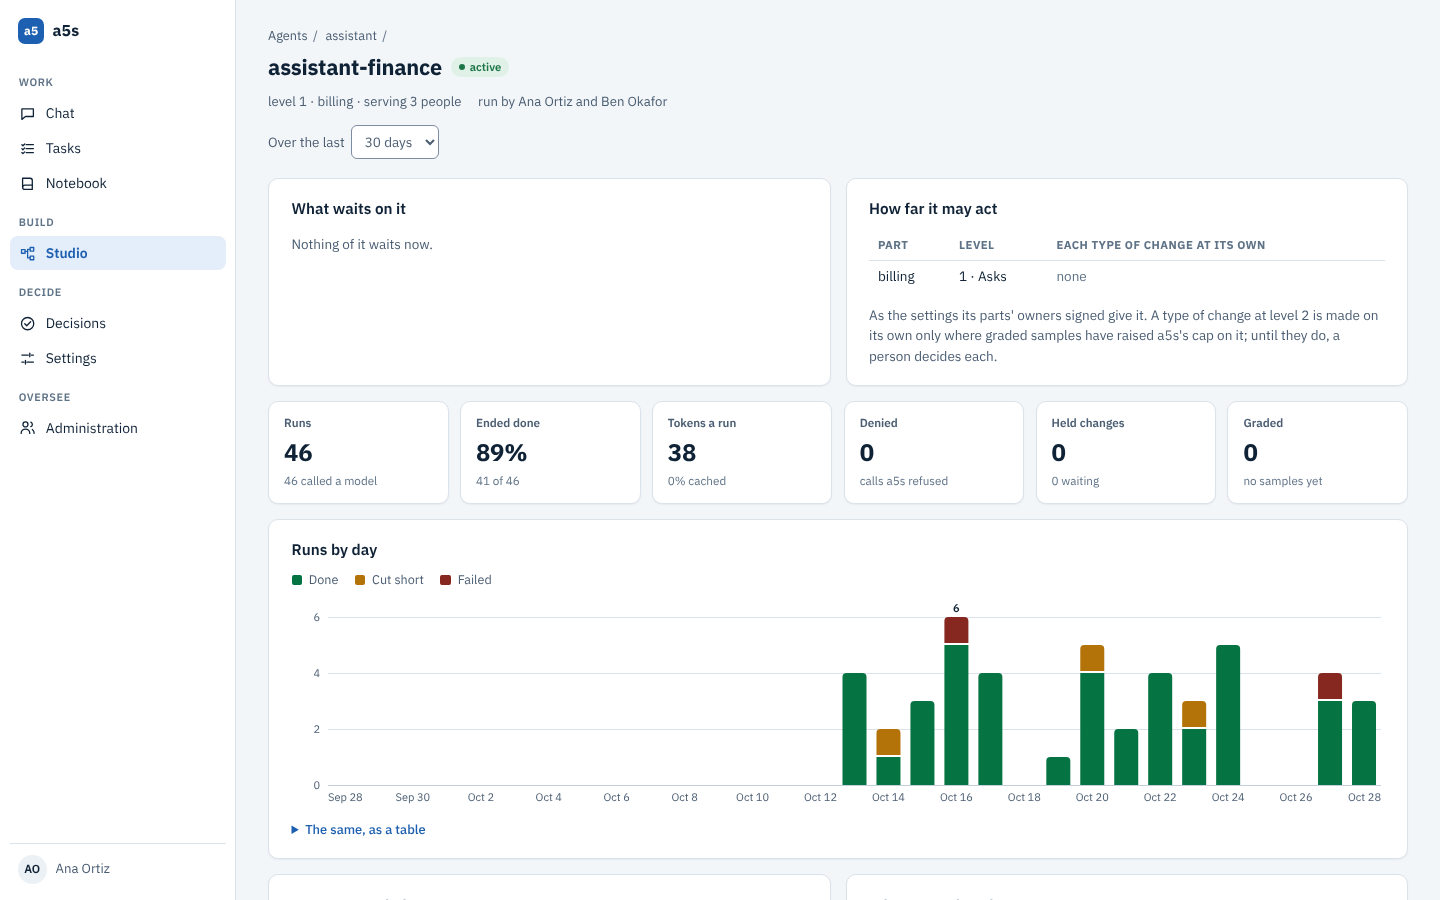 a5 a5s
WORK
Chat
Tasks
Notebook
BUILD
Studio
DECIDE
Decisions
Settings
OVERSEE
Administration
AO Ana Ortiz
Agents / assistant /
assistant-finance active
level 1 · billing · serving 3 people run by Ana Ortiz and Ben Okafor
Over the last 30 days
What waits on it
Nothing of it waits now.
How far it may act
PART LEVEL EACH TYPE OF CHANGE AT ITS OWN
billing 1 · Asks none
As the settings its parts' owners signed give it. A type of change at level 2 is made on
its own only where graded samples have raised a5s's cap on it; until they do, a
person decides each.
Runs
46
46 called a model
Ended done
89%
41 of 46
Tokens a run
38
0% cached
Denied
0
calls a5s refused
Held changes
0
0 waiting
Graded
0
no samples yet
Runs by day
Done Cut short Failed
6
6
4
2
0
Sep 28 Sep 30 Oct 2 Oct 4 Oct 6 Oct 8 Oct 10 Oct 12 Oct 14 Oct 16 Oct 18 Oct 20 Oct 22 Oct 24 Oct 26 Oct 28
The same, as a table